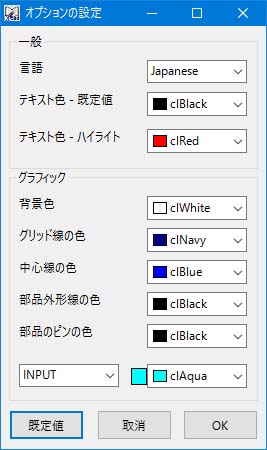 オプションの設定
一般
言語
Japanese
テキスト色 - 既定値
clBlack
テキスト色 - ハイライト
clRed
グラフィック
背景色
clWhite
グリッド線の色
clNavy
中心線の色
clBlue
部品外形線の色
clBlack
部品のピンの色
clBlack
INPUT
clAqua
既定値
取消
OK